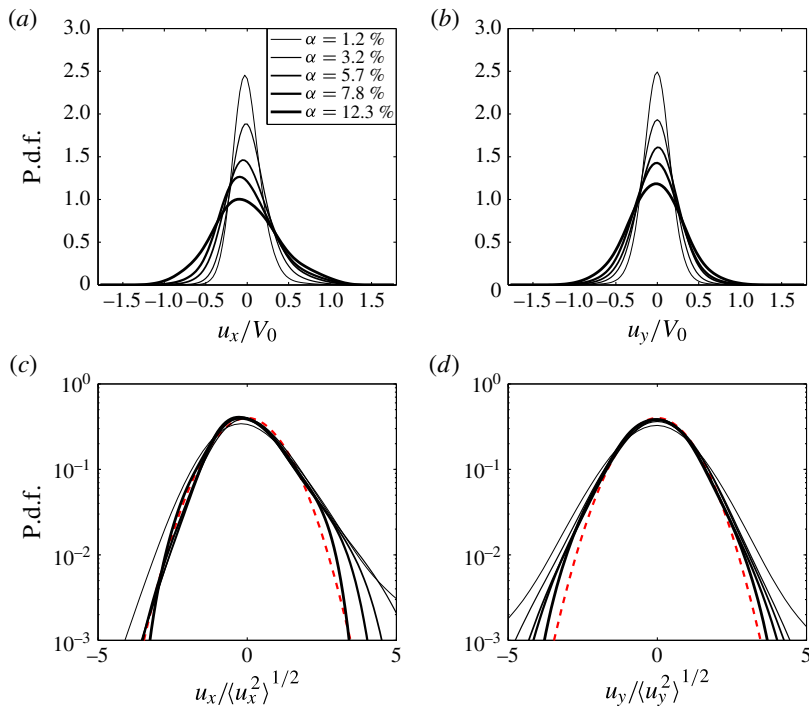 (a)
3.0
2.5
2.0
1.5
1.0
0.5
0
P.d.f.
α = 1.2 %
α = 3.2 %
α = 5.7 %
α = 7.8 %
α = 12.3 %
−1.5 −1.0 −0.5 0 0.5 1.0 1.5
u_x/V_0
(b)
3.0
2.5
2.0
1.5
1.0
0.5
0
−1.5 −1.0 −0.5 0 0.5 1.0 1.5
u_y/V_0
(c)
10^0
10^−1
10^−2
10^−3
P.d.f.
−5 0 5
u_x/⟨u_x^2⟩^1/2
(d)
10^0
10^−1
10^−2
10^−3
−5 0 5
u_y/⟨u_y^2⟩^1/2